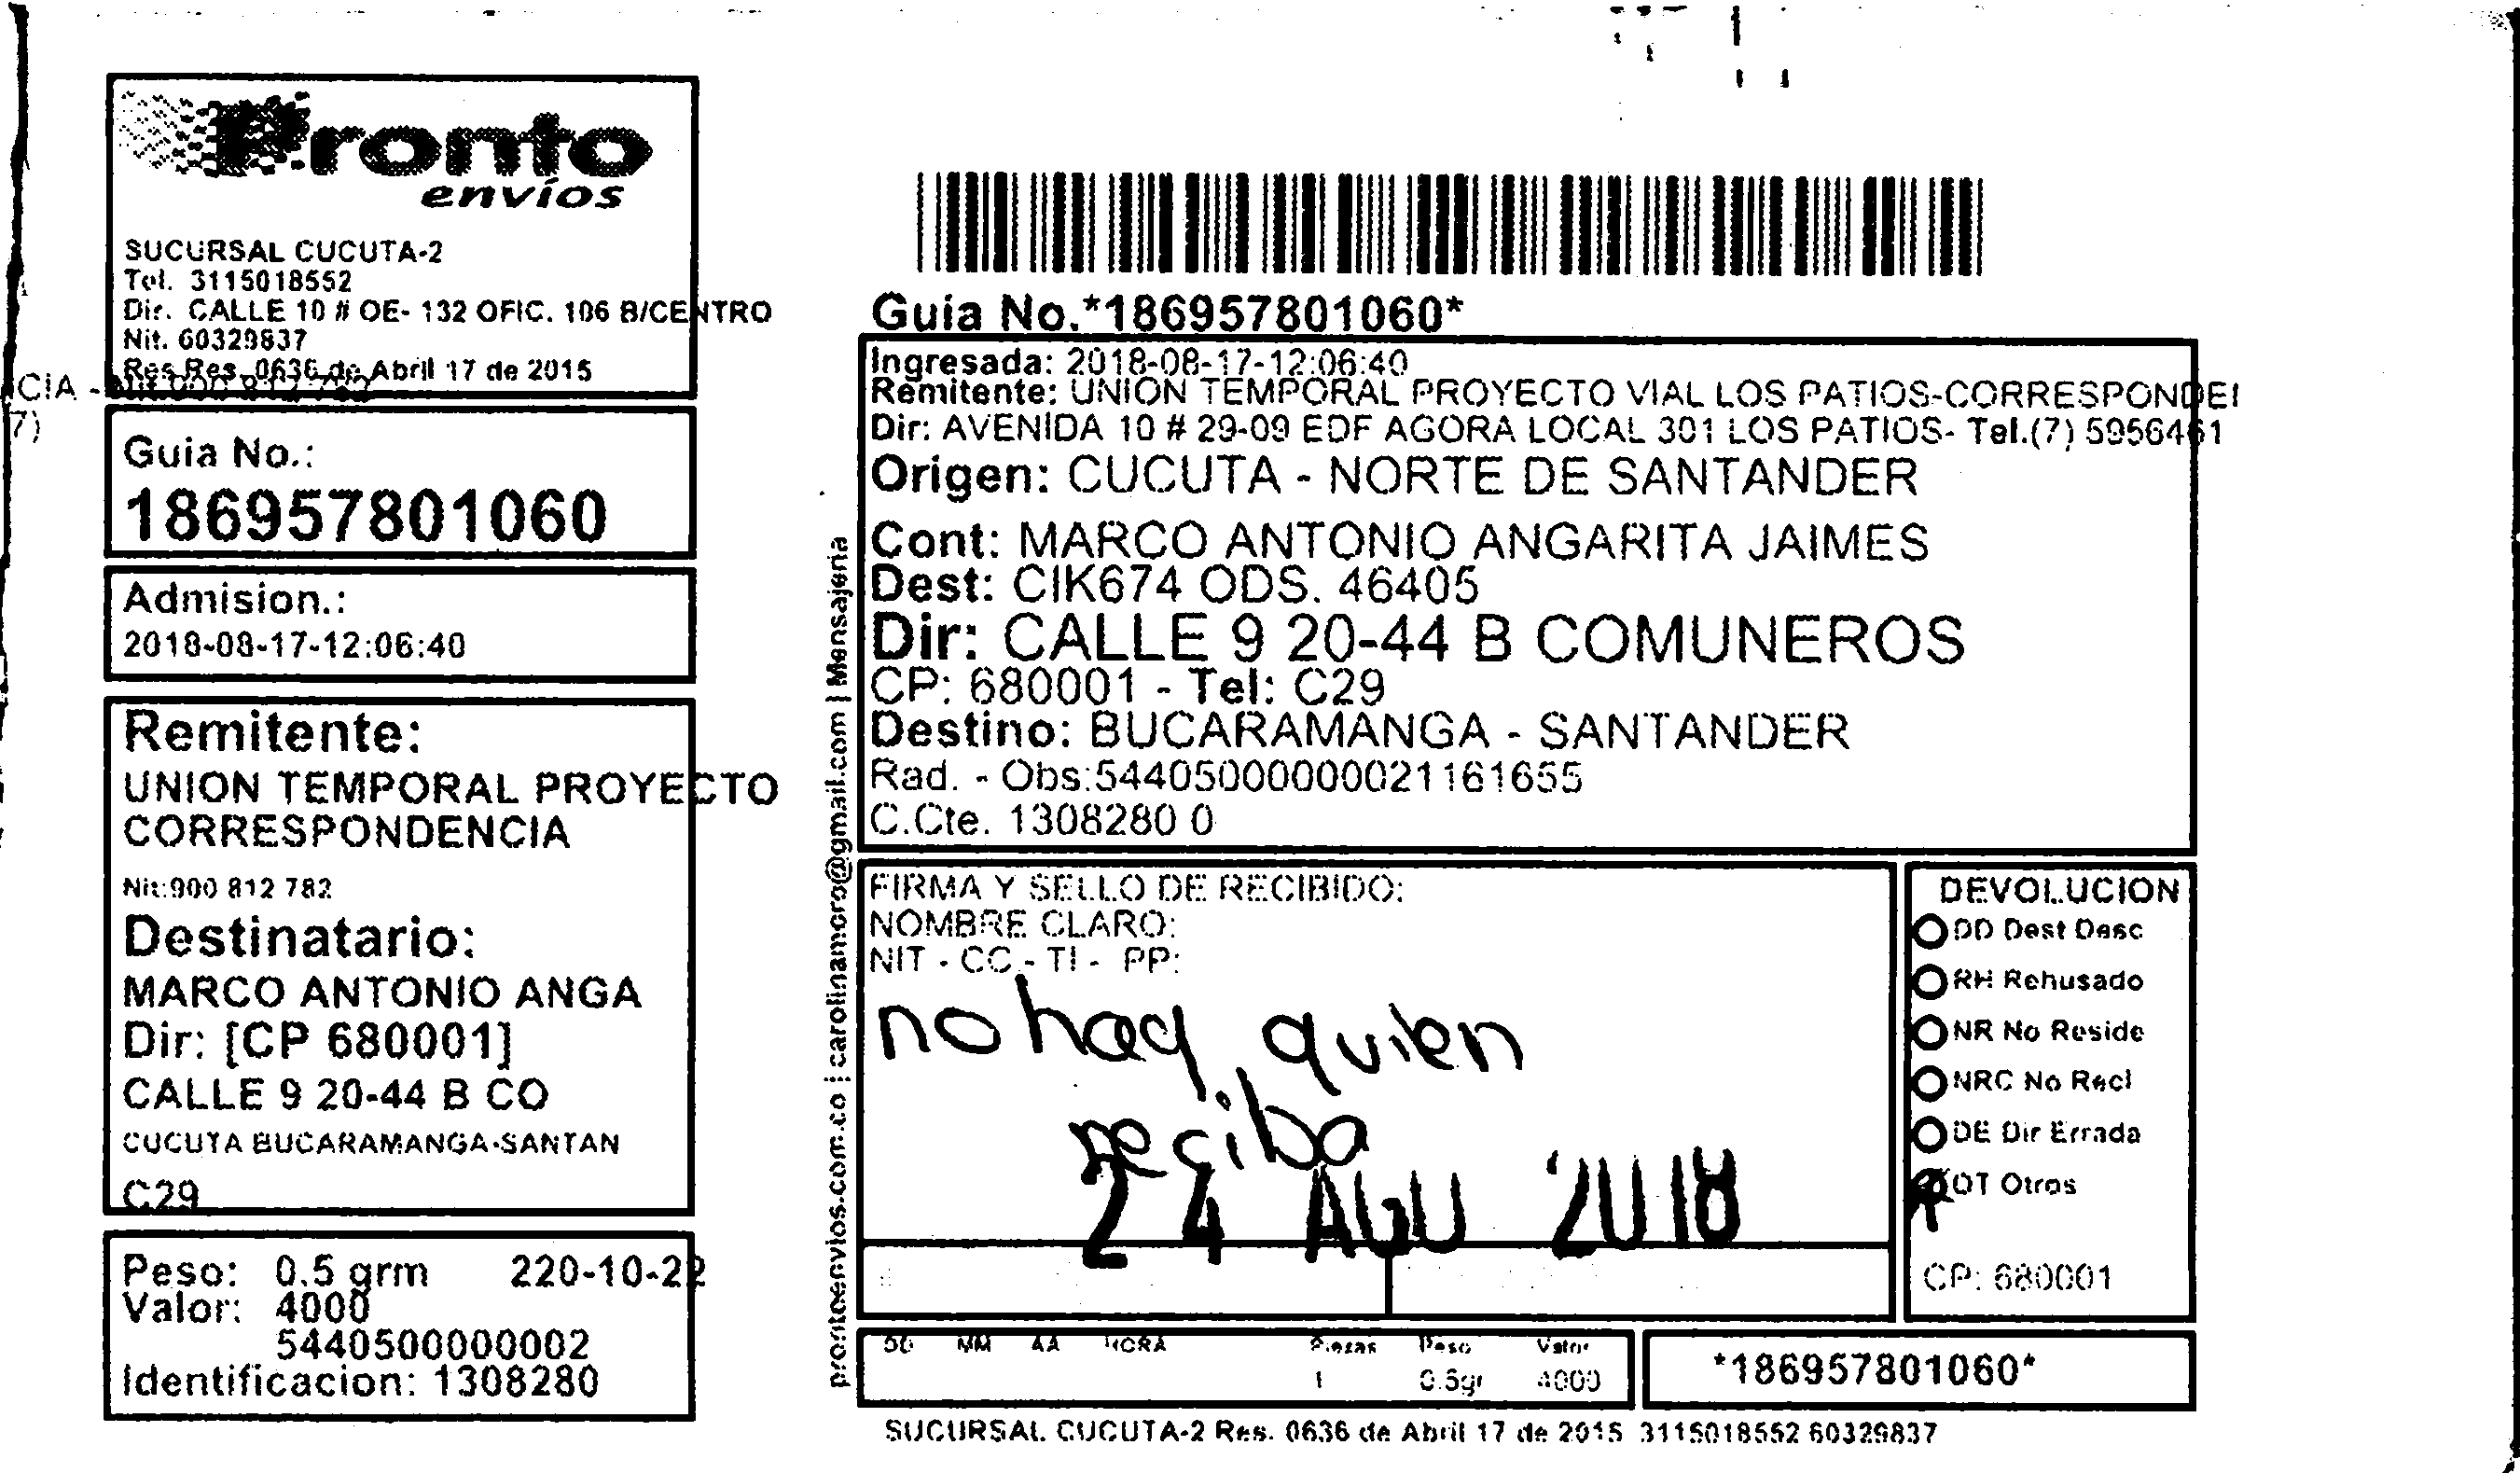 Pronto
envíos
SUCURSAL CUCUTA-2
Tel. 3115018552
Dir. CALLE 10 # OE- 132 OFIC. 106 B/CENTRO
Nit. 60329837
Res Res 0636 de Abril 17 de 2015
CIA -
7)
Guia No.:
186957801060
Admision.:
2018-08-17-12:06:40
Remitente:
UNION TEMPORAL PROYECTO
CORRESPONDENCIA
Nit:900 812 782
Destinatario:
MARCO ANTONIO ANGA
Dir: [CP 680001]
CALLE 9 20-44 B CO
CUCUTA BUCARAMANGA-SANTAN
C29
Peso: 0.5 grm 220-10-22
Valor: 4000
5440500000002
Identificacion: 1308280
prontoenvios.com.co | carolinamoros@gmail.com | Mensajeria
Guia No.*186957801060*
Ingresada: 2018-08-17-12:06:40
Remitente: UNION TEMPORAL PROYECTO VIAL LOS PATIOS-CORRESPONDEI
Dir: AVENIDA 10 # 29-09 EDF AGORA LOCAL 301 LOS PATIOS- Tel.(7) 5956461
Origen: CUCUTA - NORTE DE SANTANDER
Cont: MARCO ANTONIO ANGARITA JAIMES
Dest: CIK674 ODS. 46405
Dir: CALLE 9 20-44 B COMUNEROS
CP: 680001 - Tel: C29
Destino: BUCARAMANGA - SANTANDER
Rad. - Obs:544050000000021161655
C.Cte. 1308280 0
FIRMA Y SELLO DE RECIBIDO:
NOMBRE CLARO:
NIT - CC - TI - PP:
no hay quien
reciba
24 AGO 2018
DEVOLUCION
DD Dest Desc
RH Rehusado
NR No Reside
NRC No Recl
DE Dir Errada
OT Otros
CP: 680001
DD MM AA HORA Piezas Peso Valor
1 0.5gr 4000
*186957801060*
SUCURSAL CUCUTA-2 Res. 0636 de Abril 17 de 2015 3115018552 60329837